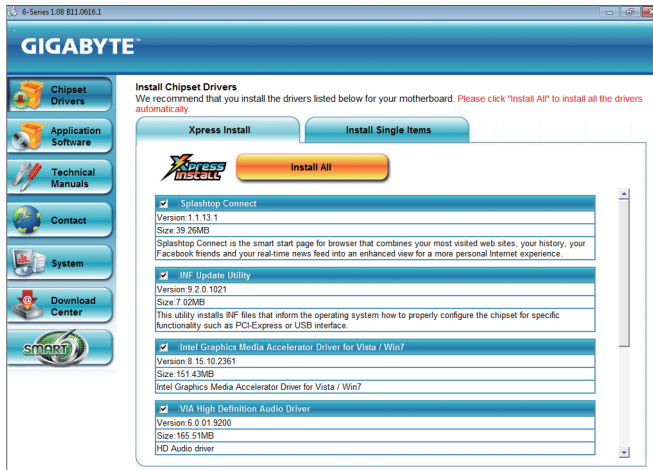 6-Series 1.08 B11.0616.1
GIGABYTE™
Chipset
Drivers
Application
Software
Technical
Manuals
Contact
System
Download
Center
SMART
Install Chipset Drivers
We recommend that you install the drivers listed below for your motherboard. Please click "Install All" to install all the drivers
automatically.
Xpress Install
Install Single Items
Xpress
INSTALL
Install All
Splashtop Connect
Version:1.1.13.1
Size:39.26MB
Splashtop Connect is the smart start page for browser that combines your most visited web sites, your history, your
Facebook friends and your real-time news feed into an enhanced view for a more personal Internet experience.
INF Update Utility
Version:9.2.0.1021
Size:7.02MB
This utility installs INF files that inform the operating system how to properly configure the chipset for specific
functionality such as PCI-Express or USB interface.
Intel Graphics Media Accelerator Driver for Vista / Win7
Version:8.15.10.2361
Size:151.43MB
Intel Graphics Media Accelerator Driver for Vista / Win7
VIA High Definition Audio Driver
Version:6.0.01.9200
Size:165.51MB
HD Audio driver